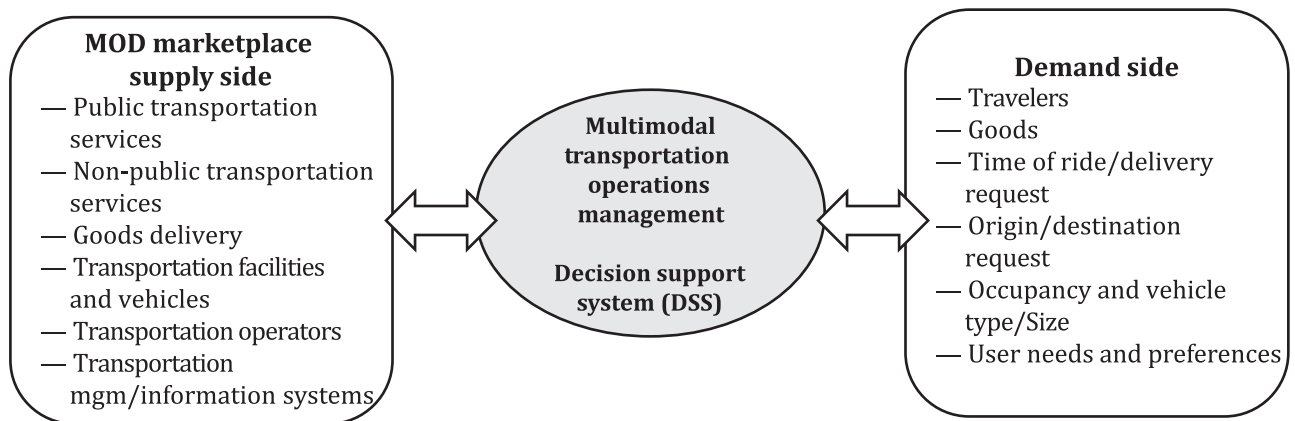 MOD marketplace
supply side
— Public transportation
services
— Non-public transportation
services
— Goods delivery
— Transportation facilities
and vehicles
— Transportation operators
— Transportation
mgm/information systems
Multimodal
transportation
operations
management
Decision support
system (DSS)
Demand side
— Travelers
— Goods
— Time of ride/delivery
request
— Origin/destination
request
— Occupancy and vehicle
type/Size
— User needs and preferences